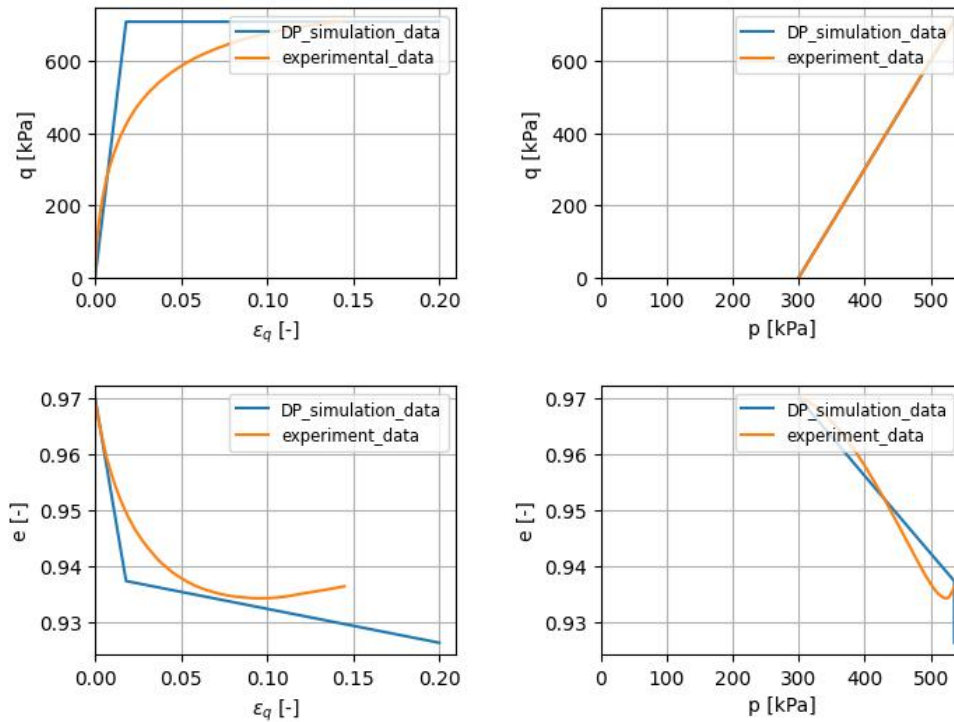 DP_simulation_data
experimental_data
600
400
200
0
q [kPa]
0.00 0.05 0.10 0.15 0.20
ε_q [-]
DP_simulation_data
experiment_data
600
400
200
0
q [kPa]
0 100 200 300 400 500
p [kPa]
DP_simulation_data
experiment_data
0.97
0.96
0.95
0.94
0.93
e [-]
0.00 0.05 0.10 0.15 0.20
ε_q [-]
DP_simulation_data
experiment_data
0.97
0.96
0.95
0.94
0.93
e [-]
0 100 200 300 400 500
p [kPa]